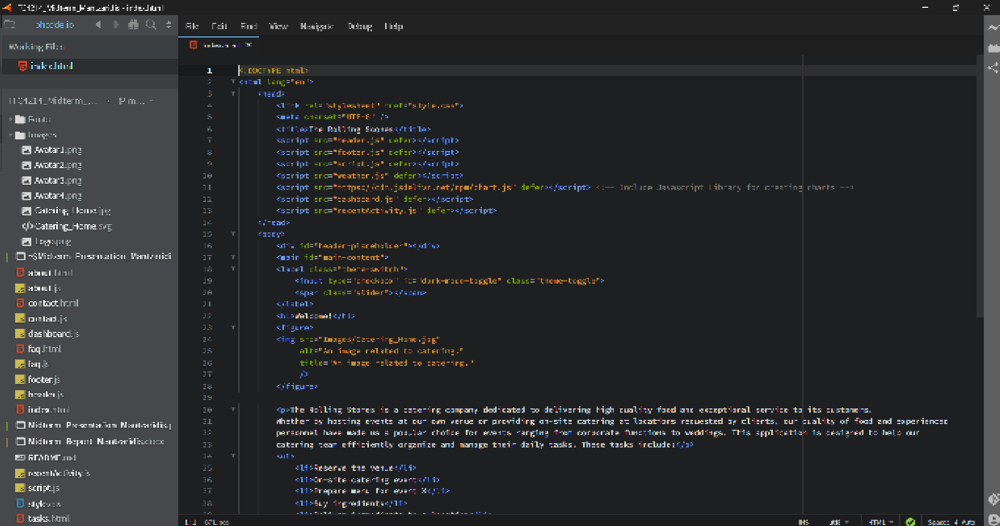 ITC4214_Midterm_Mantzaridis - index.html
phcode.io
File Edit Find View Navigate Debug Help
Working Files
index.html
index.html
ITC4214_Midterm_...
Fonts
Images
Avatar1.png
Avatar2.png
Avatar3.png
Avatar4.png
Catering_Home.jpg
Catering_Home.svg
Logo.png
~$Midterm_Presentation_Mantzaridi
about.html
about.js
contact.html
contact.js
dashboard.js
faq.html
faq.js
footer.js
header.js
index.html
Midterm_Presentation_Mantzaridis.p
Midterm_Report_Mantzaridis.docx
README.md
recentActivity.js
script.js
style.css
tasks.html
1 <!DOCTYPE html>
2 <html lang="en">
3 <head>
4 <link rel="stylesheet" href="style.css">
5 <meta charset="UTF-8" />
6 <title>The Rolling Scones</title>
7 <script src="header.js" defer></script>
8 <script src="footer.js" defer></script>
9 <script src="script.js" defer></script>
10 <script src="weather.js" defer></script>
11 <script src="https://cdn.jsdelivr.net/npm/chart.js" defer></script> <!-- Include Javascript Library for creating charts -->
12 <script src="dashboard.js" defer></script>
13 <script src="recentActivity.js" defer></script>
14 </head>
15 <body>
16 <div id="header-placeholder"></div>
17 <main id="main-content">
18 <label class="theme-switch">
19 <input type="checkbox" id="dark-mode-toggle" class="theme-toggle">
20 <span class="slider"></span>
21 </label>
22 <h1>Welcome!</h1>
23 <figure>
24 <img src="Images/Catering_Home.jpg"
25 alt="An image related to catering."
26 title="An image related to catering."
27 />
28 </figure>
29
30 <p>The Rolling Scones is a catering company dedicated to delivering high quality food and exceptional service to its customers.
31 Whether by hosting events at our own venue or providing on-site catering at locations requested by clients, our quality of food and experienced
32 personnel have made us a popular choice for events ranging from corporate functions to weddings. This application is designed to help our
33 catering team efficiently organize and manage their daily tasks. These tasks include:</p>
34 <ul>
35 <li>Reserve the venue</li>
36 <li>On-site catering event</li>
37 <li>Prepare menu for event X</li>
38 <li>Buy ingredients</li>
1:1 67 Lines
INS HTML Spaces: 4 Auto